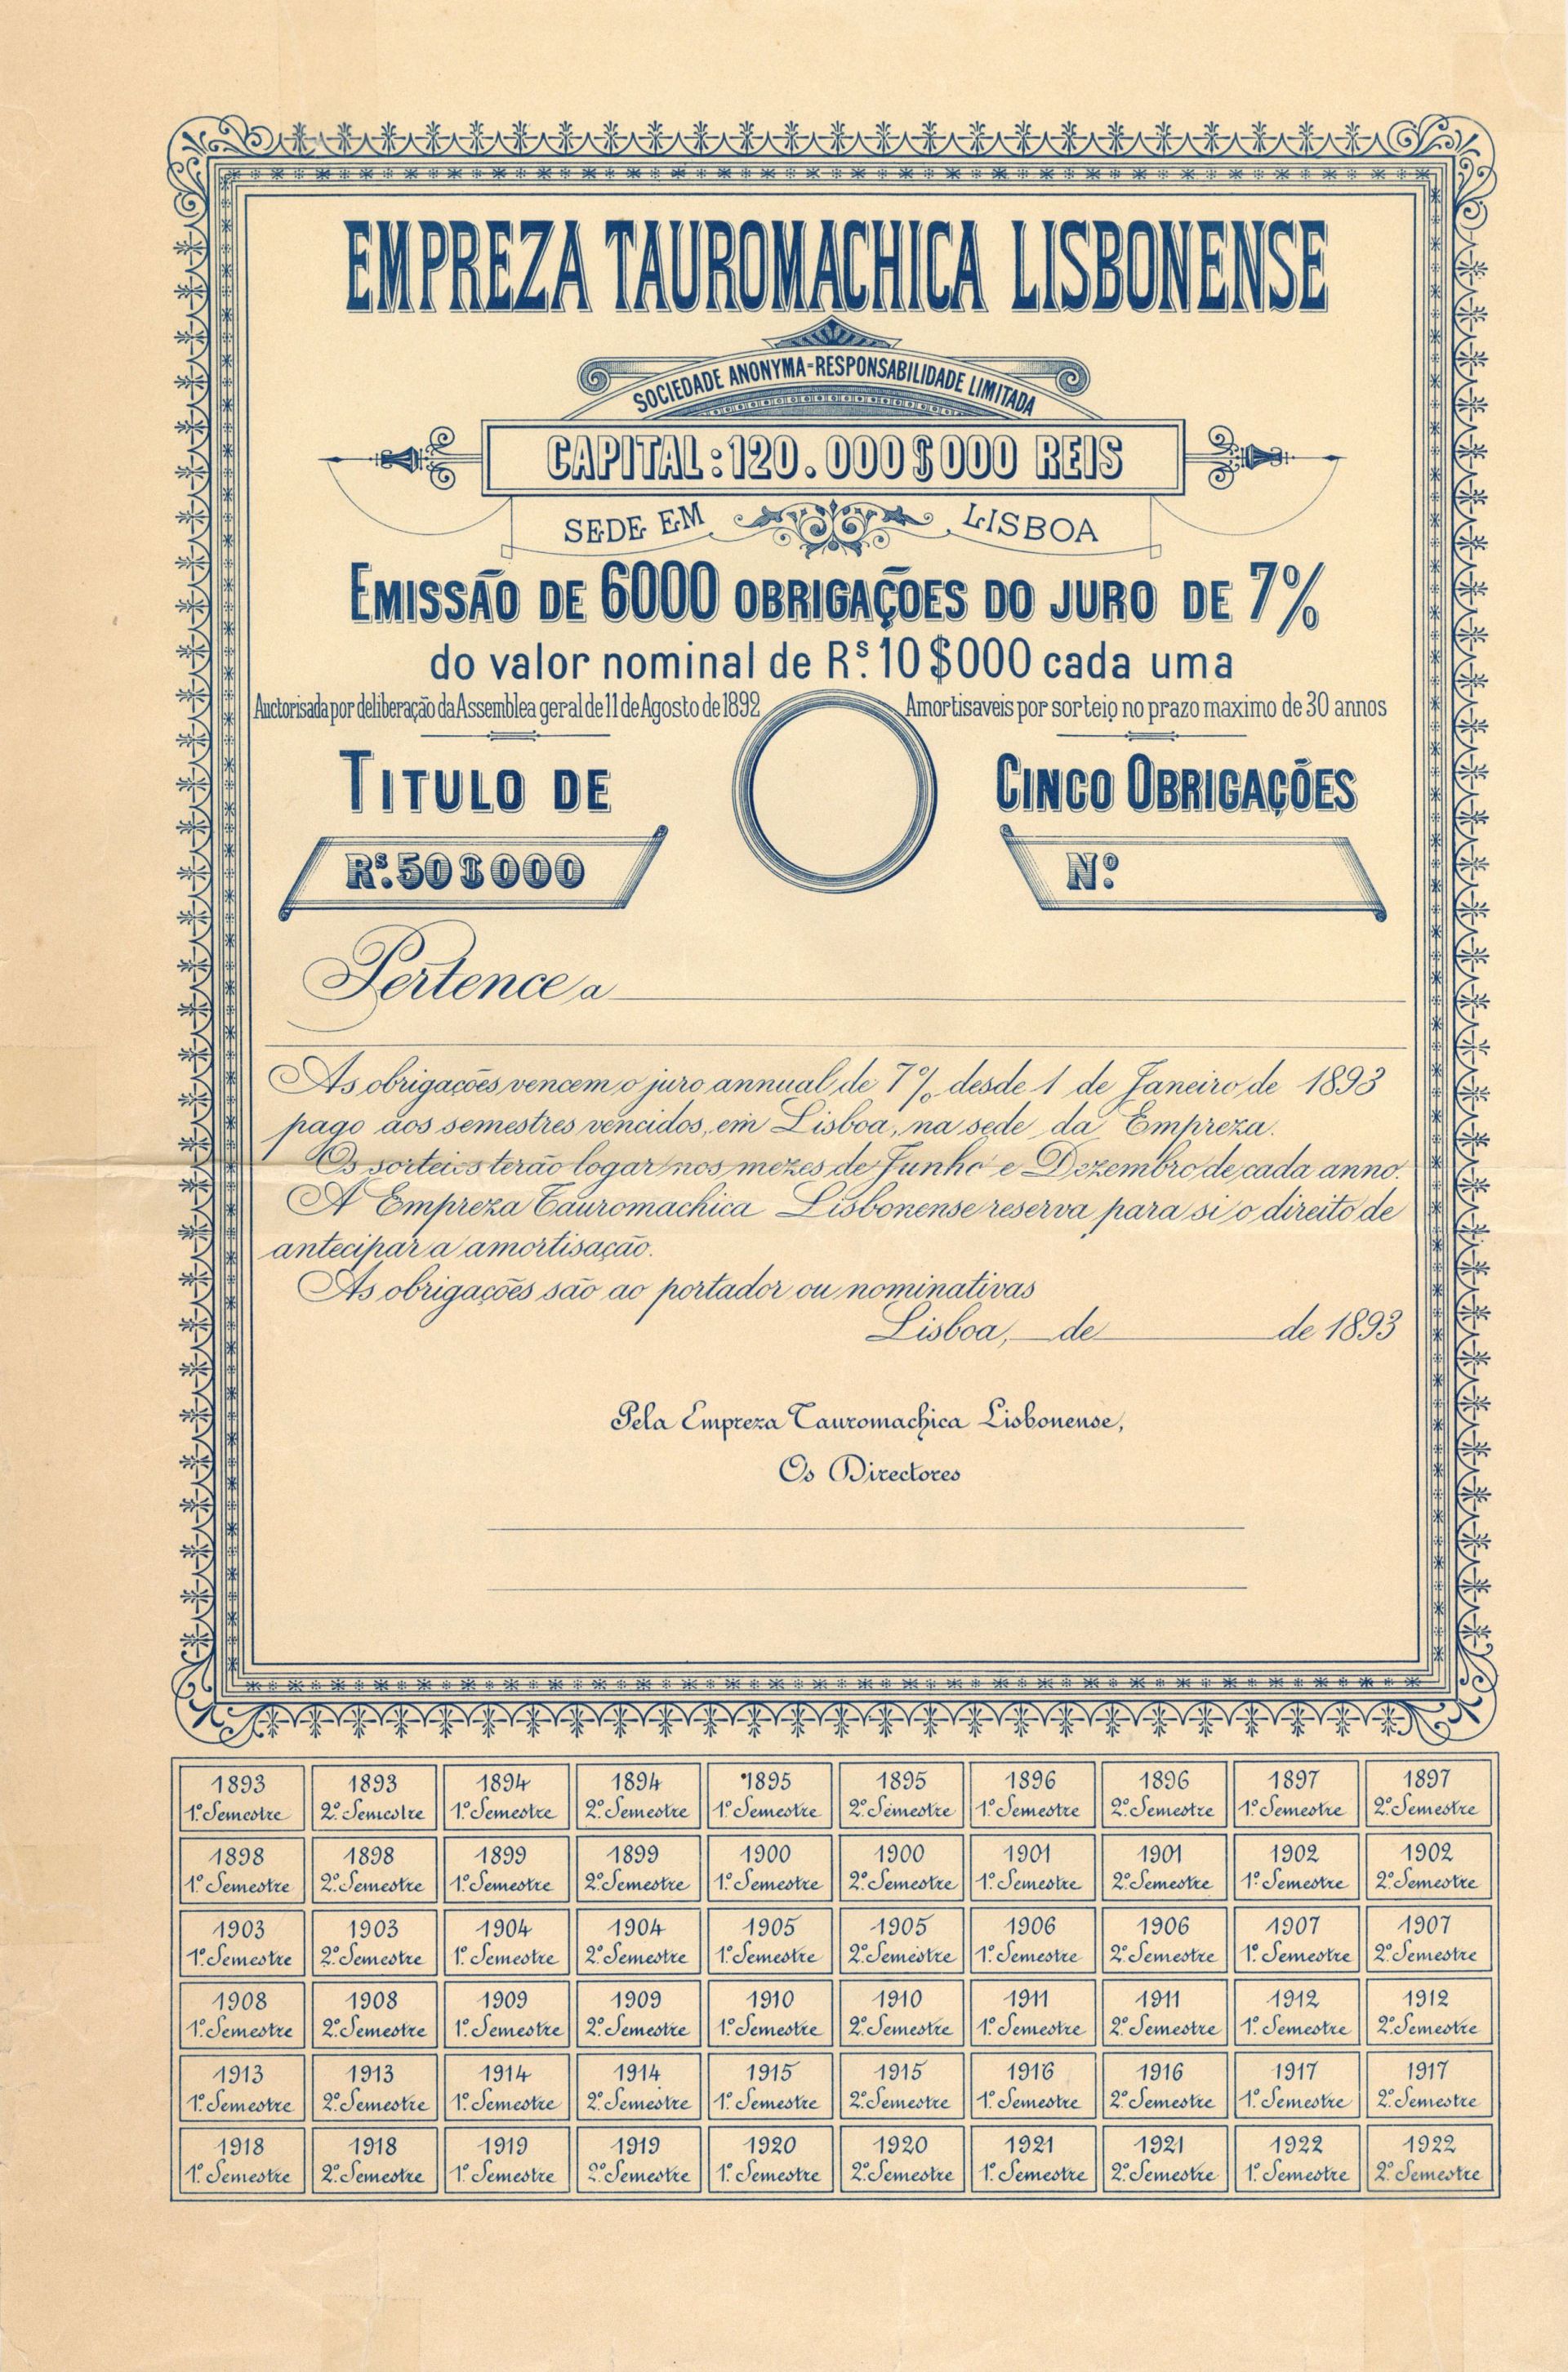 EMPREZA TAUROMACHICA LISBONENSE
SOCIEDADE ANONYMA=RESPONSABILIDADE LIMITADA
CAPITAL: 120.000$000 REIS
SEDE EM LISBOA
EMISSÃO DE 6000 OBRIGAÇÕES DO JURO DE 7%
do valor nominal de Rˢ. 10$000 cada uma
Auctorisada por deliberação da Assemblea geral de 11 de Agosto de 1892
Amortisaveis por sorteio no prazo maximo de 30 annos
TITULO DE CINCO OBRIGAÇÕES
Rˢ. 50$000
Nº
Pertence a
As obrigações vencem o juro annual de 7% desde 1 de Janeiro de 1893
pago aos semestres vencidos, em Lisboa, na sede da Empreza.
Os sorteios terão logar nos mezes de Junho e Dezembro de cada anno.
A Empreza Tauromachica Lisbonense reserva para si o direito de
antecipar a amortisação.
As obrigações são ao portador ou nominativas
Lisboa, de de 1893
Pela Empreza Tauromachica Lisbonense,
Os Directores
1893 1893 1894 1894 1895 1895 1896 1896 1897 1897
1º. Semestre 2º. Semestre 1º. Semestre 2º. Semestre 1º. Semestre 2º. Semestre 1º. Semestre 2º. Semestre 1º. Semestre 2º. Semestre
1898 1898 1899 1899 1900 1900 1901 1901 1902 1902
1º. Semestre 2º. Semestre 1º. Semestre 2º. Semestre 1º. Semestre 2º. Semestre 1º. Semestre 2º. Semestre 1º. Semestre 2º. Semestre
1903 1903 1904 1904 1905 1905 1906 1906 1907 1907
1º. Semestre 2º. Semestre 1º. Semestre 2º. Semestre 1º. Semestre 2º. Semestre 1º. Semestre 2º. Semestre 1º. Semestre 2º. Semestre
1908 1908 1909 1909 1910 1910 1911 1911 1912 1912
1º. Semestre 2º. Semestre 1º. Semestre 2º. Semestre 1º. Semestre 2º. Semestre 1º. Semestre 2º. Semestre 1º. Semestre 2º. Semestre
1913 1913 1914 1914 1915 1915 1916 1916 1917 1917
1º. Semestre 2º. Semestre 1º. Semestre 2º. Semestre 1º. Semestre 2º. Semestre 1º. Semestre 2º. Semestre 1º. Semestre 2º. Semestre
1918 1918 1919 1919 1920 1920 1921 1921 1922 1922
1º. Semestre 2º. Semestre 1º. Semestre 2º. Semestre 1º. Semestre 2º. Semestre 1º. Semestre 2º. Semestre 1º. Semestre 2º. Semestre